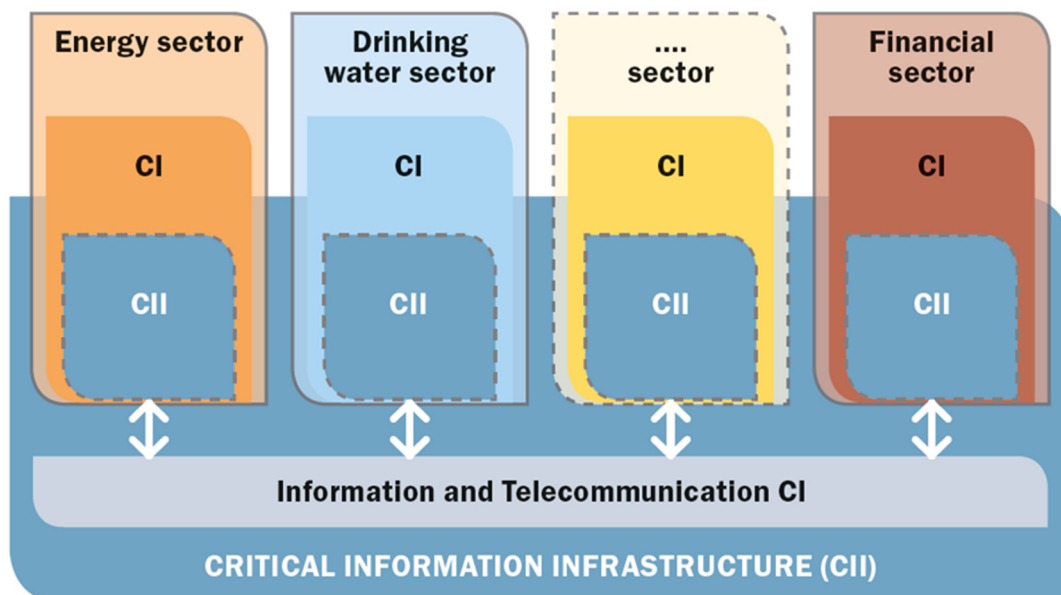 Energy sector
Drinking
water sector
....
sector
Financial
sector
CI
CI
CI
CI
CII
CII
CII
CII
Information and Telecommunication CI
CRITICAL INFORMATION INFRASTRUCTURE (CII)